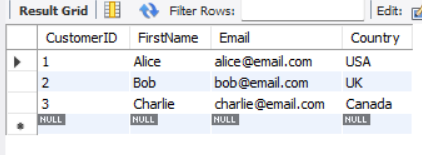 Result Grid Filter Rows: Edit:
CustomerID FirstName Email Country
1 Alice alice@email.com USA
2 Bob bob@email.com UK
3 Charlie charlie@email.com Canada
NULL NULL NULL NULL